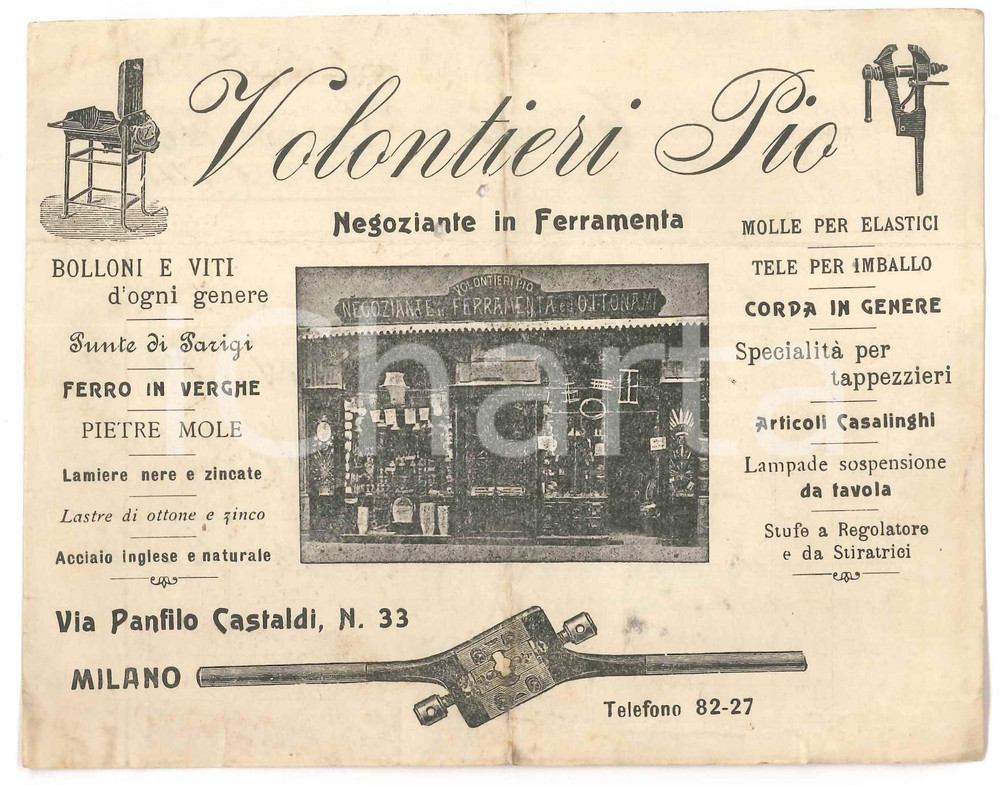 Volontieri Pio
Negoziante in Ferramenta
BOLLONI E VITI
d'ogni genere
Punte di Parigi
FERRO IN VERGHE
PIETRE MOLE
Lamiere nere e zincate
Lastre di ottone e zinco
Acciaio inglese e naturale
VOLONTIERI PIO
NEGOZIANTE IN FERRAMENTA ED OTTONAMI
MOLLE PER ELASTICI
TELE PER IMBALLO
CORDA IN GENERE
Specialità per
tappezzieri
Articoli Casalinghi
Lampade sospensione
da tavola
Stufe a Regolatore
e da Stiratrici
Via Panfilo Castaldi, N. 33
MILANO
Telefono 82-27
iCharta